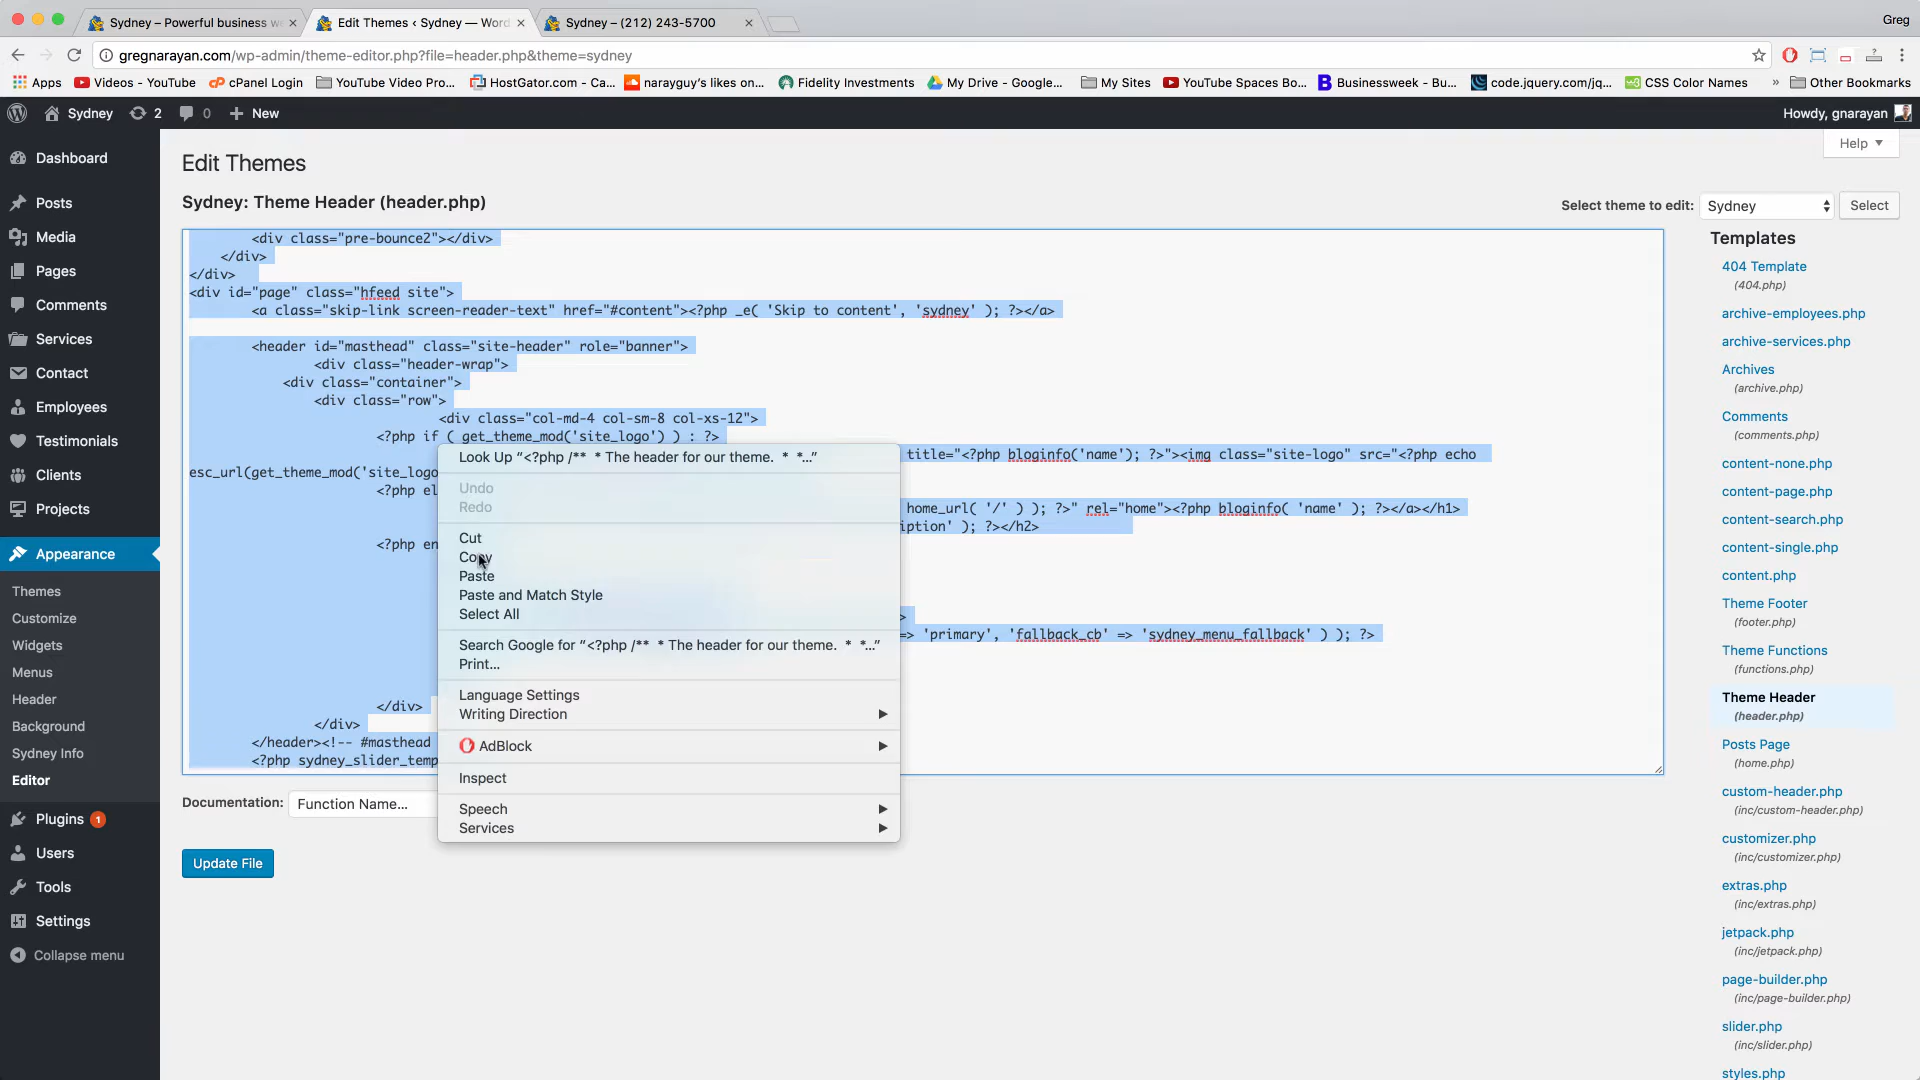 Sydney – Powerful business w
Edit Themes ‹ Sydney — Word
Sydney – (212) 243-5700
Greg
gregnarayan.com/wp-admin/theme-editor.php?file=header.php&theme=sydney
Apps
Videos - YouTube
cPanel Login
YouTube Video Pro...
HostGator.com - Ca...
narayguy's likes on...
Fidelity Investments
My Drive - Google...
My Sites
YouTube Spaces Bo...
Businessweek - Bu...
code.jquery.com/jq...
CSS Color Names
»
Other Bookmarks
Sydney
2
0
+ New
Howdy, gnarayan
Dashboard
Posts
Media
Pages
Comments
Services
Contact
Employees
Testimonials
Clients
Projects
Appearance
Themes
Customize
Widgets
Menus
Header
Background
Sydney Info
Editor
Plugins 1
Users
Tools
Settings
Collapse menu
Help
Edit Themes
Sydney: Theme Header (header.php)
Select theme to edit:
Sydney
Select
<div class="pre-bounce2"></div>
</div>
</div>
<div id="page" class="hfeed site">
<a class="skip-link screen-reader-text" href="#content"><?php _e( 'Skip to content', 'sydney' ); ?></a>
<header id="masthead" class="site-header" role="banner">
<div class="header-wrap">
<div class="container">
<div class="row">
<div class="col-md-4 col-sm-8 col-xs-12">
<?php if ( get_theme_mod('site_logo') ) : ?>
title="<?php bloginfo('name'); ?>"><img class="site-logo" src="<?php echo
esc_url(get_theme_mod('site_logo
<?php el
home_url( '/' ) ); ?>" rel="home"><?php bloginfo( 'name' ); ?></a></h1>
iption' ); ?></h2>
<?php en
>
=> 'primary', 'fallback_cb' => 'sydney_menu_fallback' ) ); ?>
</div>
</div>
</header><!-- #masthead
<?php sydney_slider_temp
Look Up “<?php /** * The header for our theme. * *...”
Undo
Redo
Cut
Copy
Paste
Paste and Match Style
Select All
Search Google for “<?php /** * The header for our theme. * *...”
Print...
Language Settings
Writing Direction
AdBlock
Inspect
Speech
Services
Documentation:
Function Name...
Update File
Templates
404 Template
(404.php)
archive-employees.php
archive-services.php
Archives
(archive.php)
Comments
(comments.php)
content-none.php
content-page.php
content-search.php
content-single.php
content.php
Theme Footer
(footer.php)
Theme Functions
(functions.php)
Theme Header
(header.php)
Posts Page
(home.php)
custom-header.php
(inc/custom-header.php)
customizer.php
(inc/customizer.php)
extras.php
(inc/extras.php)
jetpack.php
(inc/jetpack.php)
page-builder.php
(inc/page-builder.php)
slider.php
(inc/slider.php)
styles.php